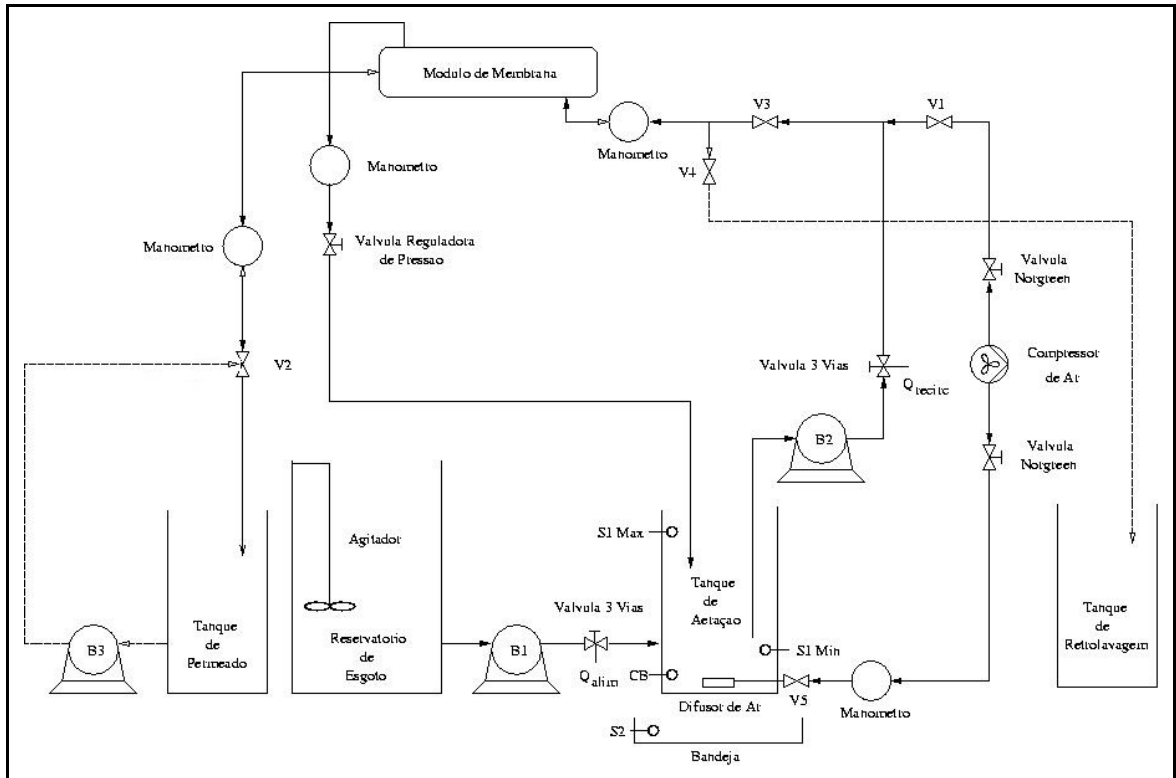 Modulo de Membrana
V3
V1
Manometro
Manometro
V4
Manometro
Valvula Reguladora
de Pressao
Valvula
Norgreen
V2
Valvula 3 Vias
Q recirc
Compressor
de Ar
B2
Valvula
Norgreen
S1 Max
Agitador
Tanque
de
Aeraçao
Valvula 3 Vias
Tanque
de
Permeado
Reservatorio
de
Esgoto
Tanque
de
Retrolavagem
B3
B1
S1 Min
Q alim
CB
Difusor de Ar
V5
Manometro
S2
Bandeja